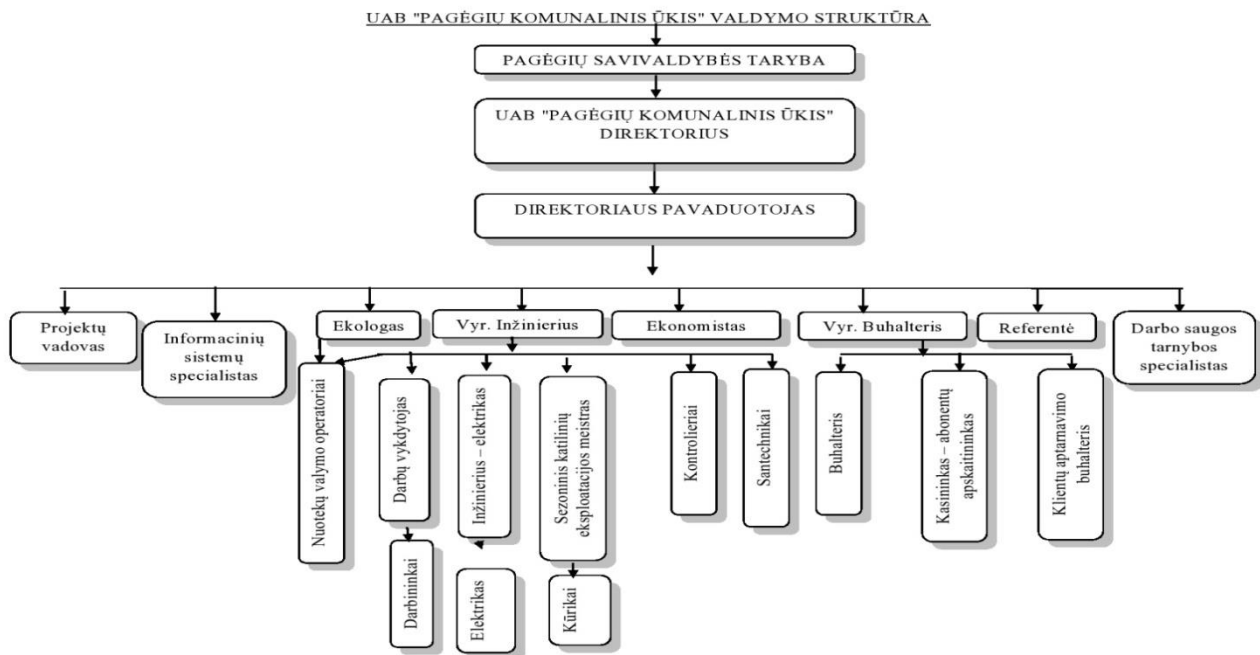 UAB "PAGĖGIŲ KOMUNALINIS ŪKIS" VALDYMO STRUKTŪRA
PAGĖGIŲ SAVIVALDYBĖS TARYBA
UAB "PAGĖGIŲ KOMUNALINIS ŪKIS"
DIREKTORIUS
DIREKTORIAUS PAVADUOTOJAS
Projektų
vadovas
Informacinių
sistemų
specialistas
Ekologas
Vyr. Inžinierius
Ekonomistas
Vyr. Buhalteris
Referentė
Darbo saugos
tarnybos
specialistas
Nuotekų valymo operatoriai
Darbų vykdytojas
Inžinierius – elektrikas
Sezoninis katilinių
eksploatacijos meistras
Kontrolieriai
Santechnikai
Buhalteris
Kasininkas – abonentų
apskaitininkas
Klientų aptarnavimo
buhalteris
Darbininkai
Elektrikas
Kūrikai